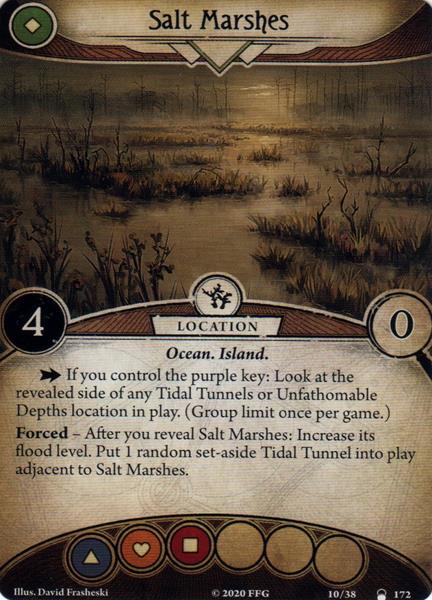 Salt Marshes
4
LOCATION
0
Ocean. Island.
If you control the purple key: Look at the
revealed side of any Tidal Tunnels or Unfathomable
Depths location in play. (Group limit once per game.)
Forced – After you reveal Salt Marshes: Increase its
flood level. Put 1 random set-aside Tidal Tunnel into play
adjacent to Salt Marshes.
Illus. David Frasheski
© 2020 FFG
10/38
172